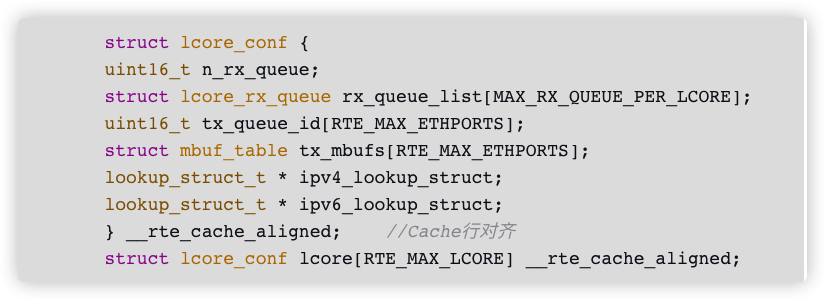 struct lcore_conf {
uint16_t n_rx_queue;
struct lcore_rx_queue rx_queue_list[MAX_RX_QUEUE_PER_LCORE];
uint16_t tx_queue_id[RTE_MAX_ETHPORTS];
struct mbuf_table tx_mbufs[RTE_MAX_ETHPORTS];
lookup_struct_t * ipv4_lookup_struct;
lookup_struct_t * ipv6_lookup_struct;
} __rte_cache_aligned;    //Cache行对齐
struct lcore_conf lcore[RTE_MAX_LCORE] __rte_cache_aligned;